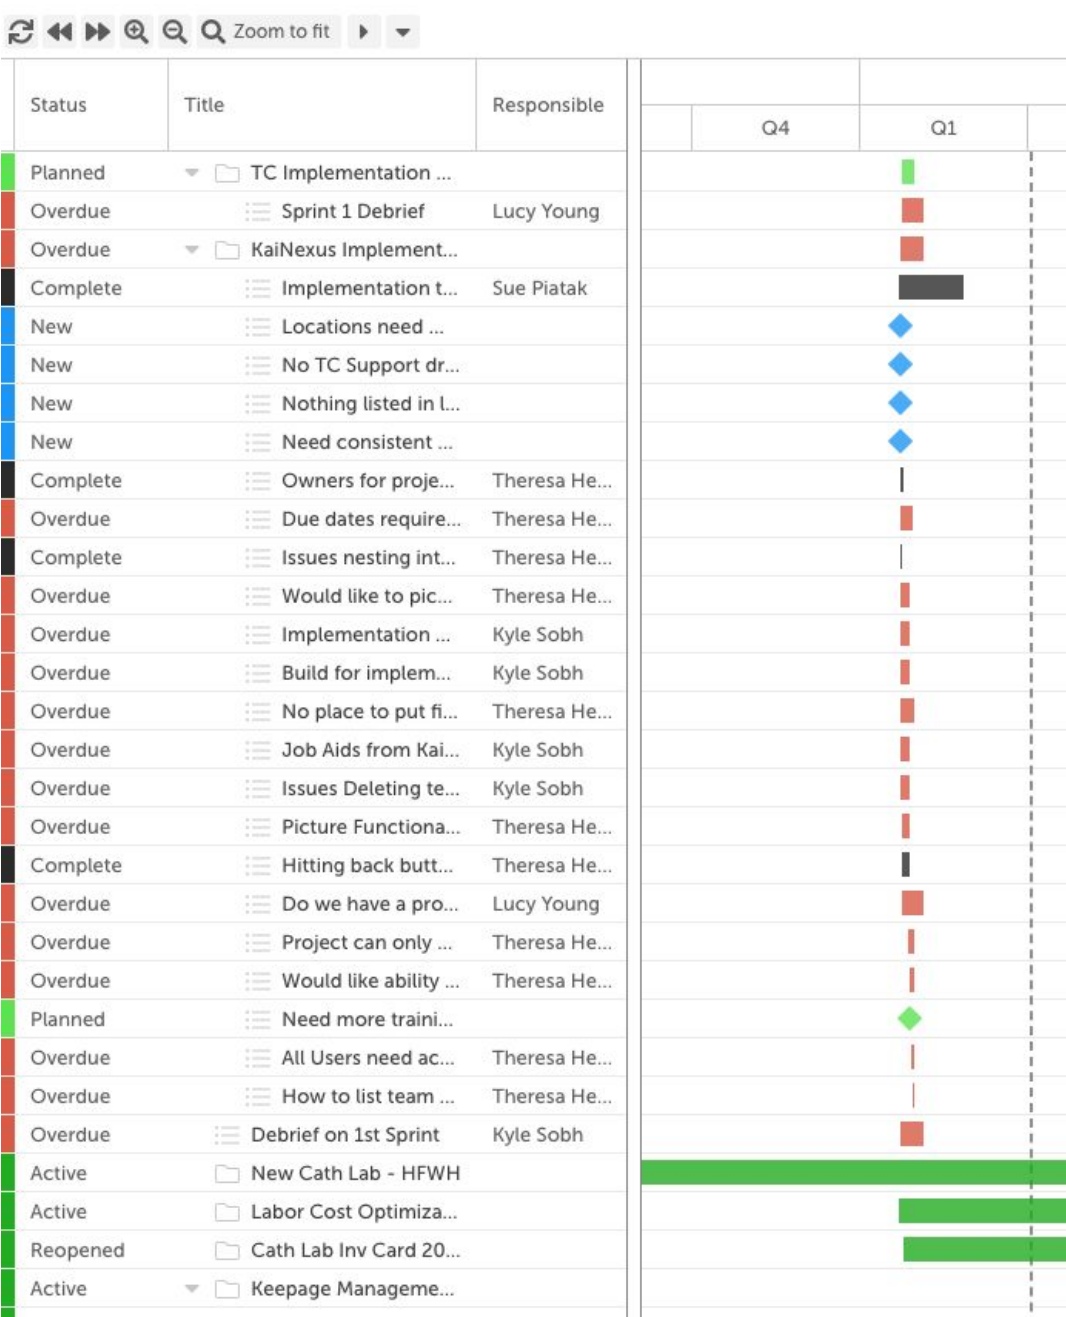 Zoom to fit
Status Title Responsible
Q4 Q1
Planned TC Implementation ...
Overdue Sprint 1 Debrief Lucy Young
Overdue KaiNexus Implement...
Complete Implementation t... Sue Piatak
New Locations need ...
New No TC Support dr...
New Nothing listed in l...
New Need consistent ...
Complete Owners for proje... Theresa He...
Overdue Due dates require... Theresa He...
Complete Issues nesting int... Theresa He...
Overdue Would like to pic... Theresa He...
Overdue Implementation ... Kyle Sobh
Overdue Build for implem... Kyle Sobh
Overdue No place to put fi... Theresa He...
Overdue Job Aids from Kai... Kyle Sobh
Overdue Issues Deleting te... Kyle Sobh
Overdue Picture Functiona... Theresa He...
Complete Hitting back butt... Theresa He...
Overdue Do we have a pro... Lucy Young
Overdue Project can only ... Theresa He...
Overdue Would like ability ... Theresa He...
Planned Need more traini...
Overdue All Users need ac... Theresa He...
Overdue How to list team ... Theresa He...
Overdue Debrief on 1st Sprint Kyle Sobh
Active New Cath Lab - HFWH
Active Labor Cost Optimiza...
Reopened Cath Lab Inv Card 20...
Active Keepage Manageme...